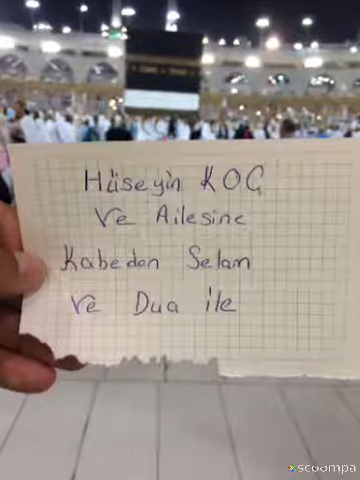 Hüseyin KOÇ
Ve Ailesine
Kabeden Selam
ve Dua ile
scoompa